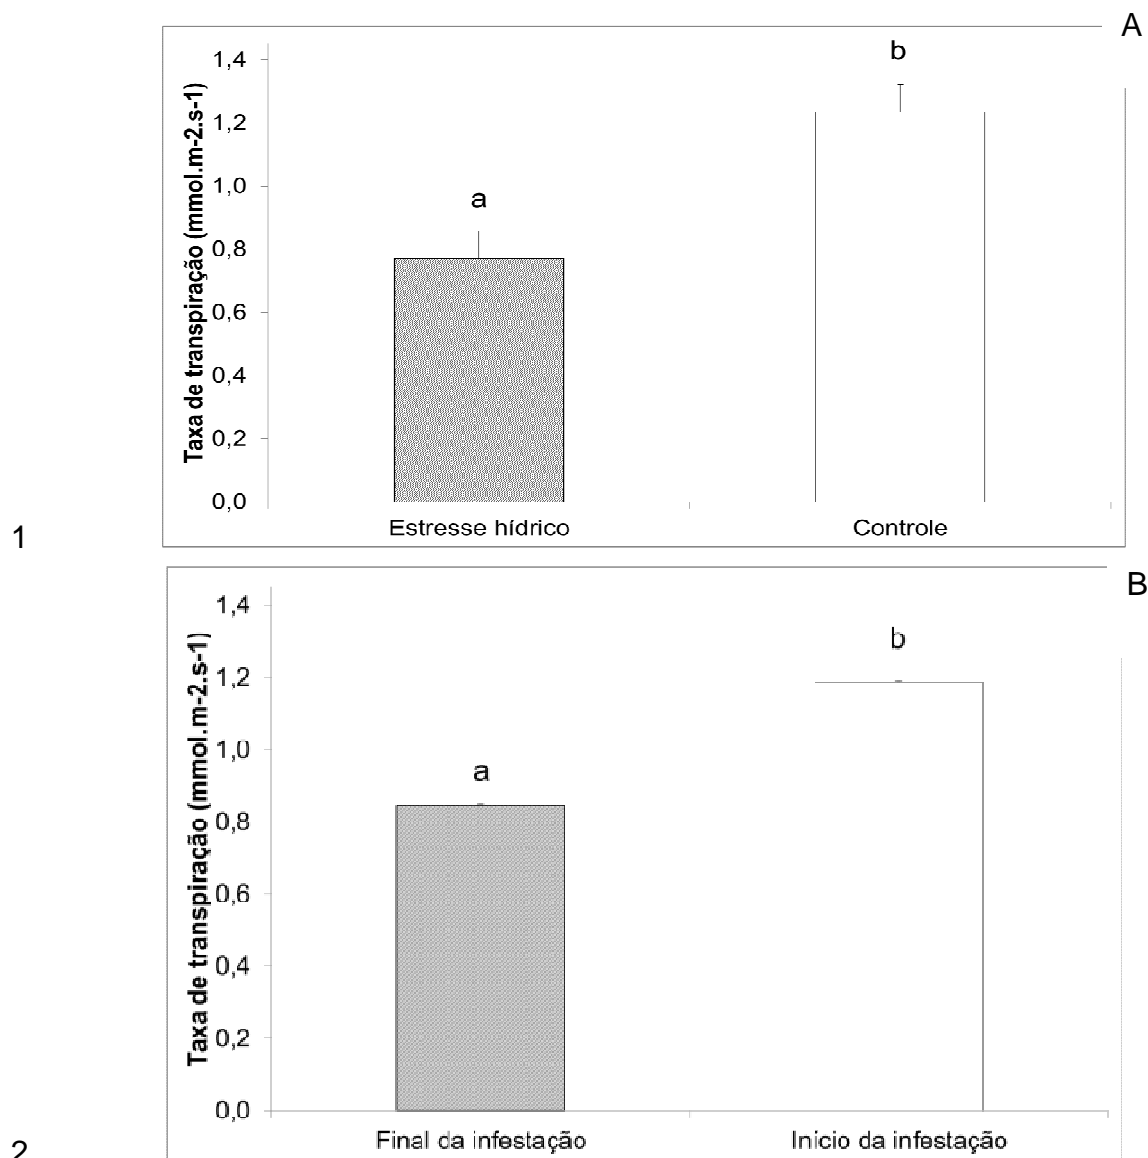 A
b
1,4
1,2
1,0
a
0,8
0,6
0,4
0,2
0,0
Taxa de transpiração (mmol.m-2.s-1)
Estresse hídrico Controle
1
B
1,4
b
1,2
1,0
a
0,8
0,6
0,4
0,2
0,0
Taxa de transpiração (mmol.m-2.s-1)
Final da infestação Início da infestação
2